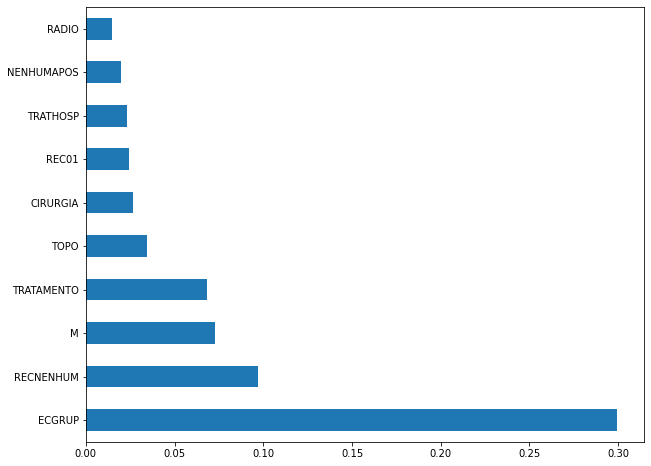 RADIO
NENHUMAPOS
TRATHOSP
REC01
CIRURGIA
TOPO
TRATAMENTO
M
RECNENHUM
ECGRUP
0.00 0.05 0.10 0.15 0.20 0.25 0.30